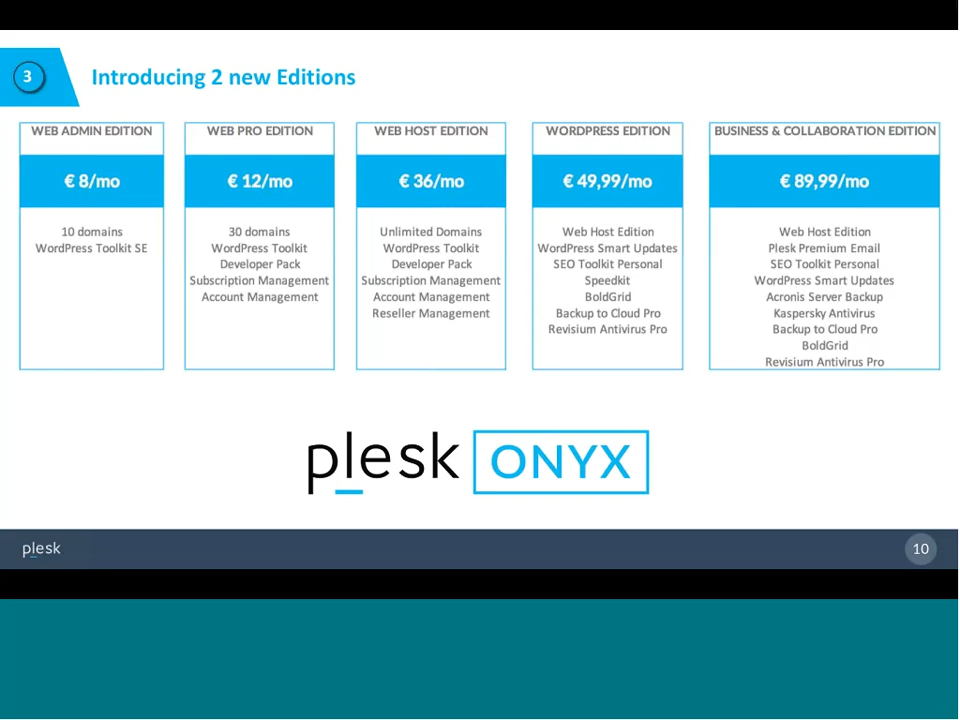 3
Introducing 2 new Editions
WEB ADMIN EDITION
€ 8/mo
10 domains
WordPress Toolkit SE
WEB PRO EDITION
€ 12/mo
30 domains
WordPress Toolkit
Developer Pack
Subscription Management
Account Management
WEB HOST EDITION
€ 36/mo
Unlimited Domains
WordPress Toolkit
Developer Pack
Subscription Management
Account Management
Reseller Management
WORDPRESS EDITION
€ 49,99/mo
Web Host Edition
WordPress Smart Updates
SEO Toolkit Personal
Speedkit
BoldGrid
Backup to Cloud Pro
Revisium Antivirus Pro
BUSINESS & COLLABORATION EDITION
€ 89,99/mo
Web Host Edition
Plesk Premium Email
SEO Toolkit Personal
WordPress Smart Updates
Acronis Server Backup
Kaspersky Antivirus
Backup to Cloud Pro
BoldGrid
Revisium Antivirus Pro
plesk ONYX
plesk
10